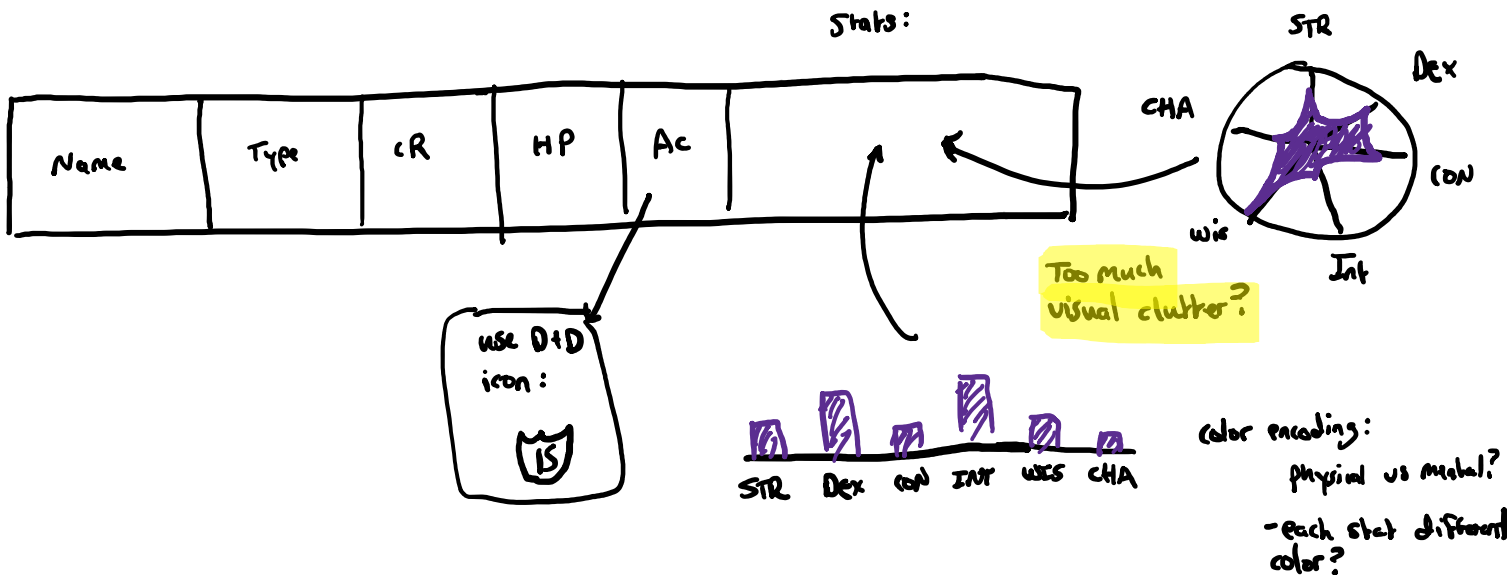 Stats:
Name
Type
CR
HP
AC
STR
Dex
CON
Int
Wis
CHA
Too much
visual clutter?
use D+D
icon:
15
STR
Dex
CON
INT
WIS
CHA
color encoding:
physical vs mental?
-each stat different
color?